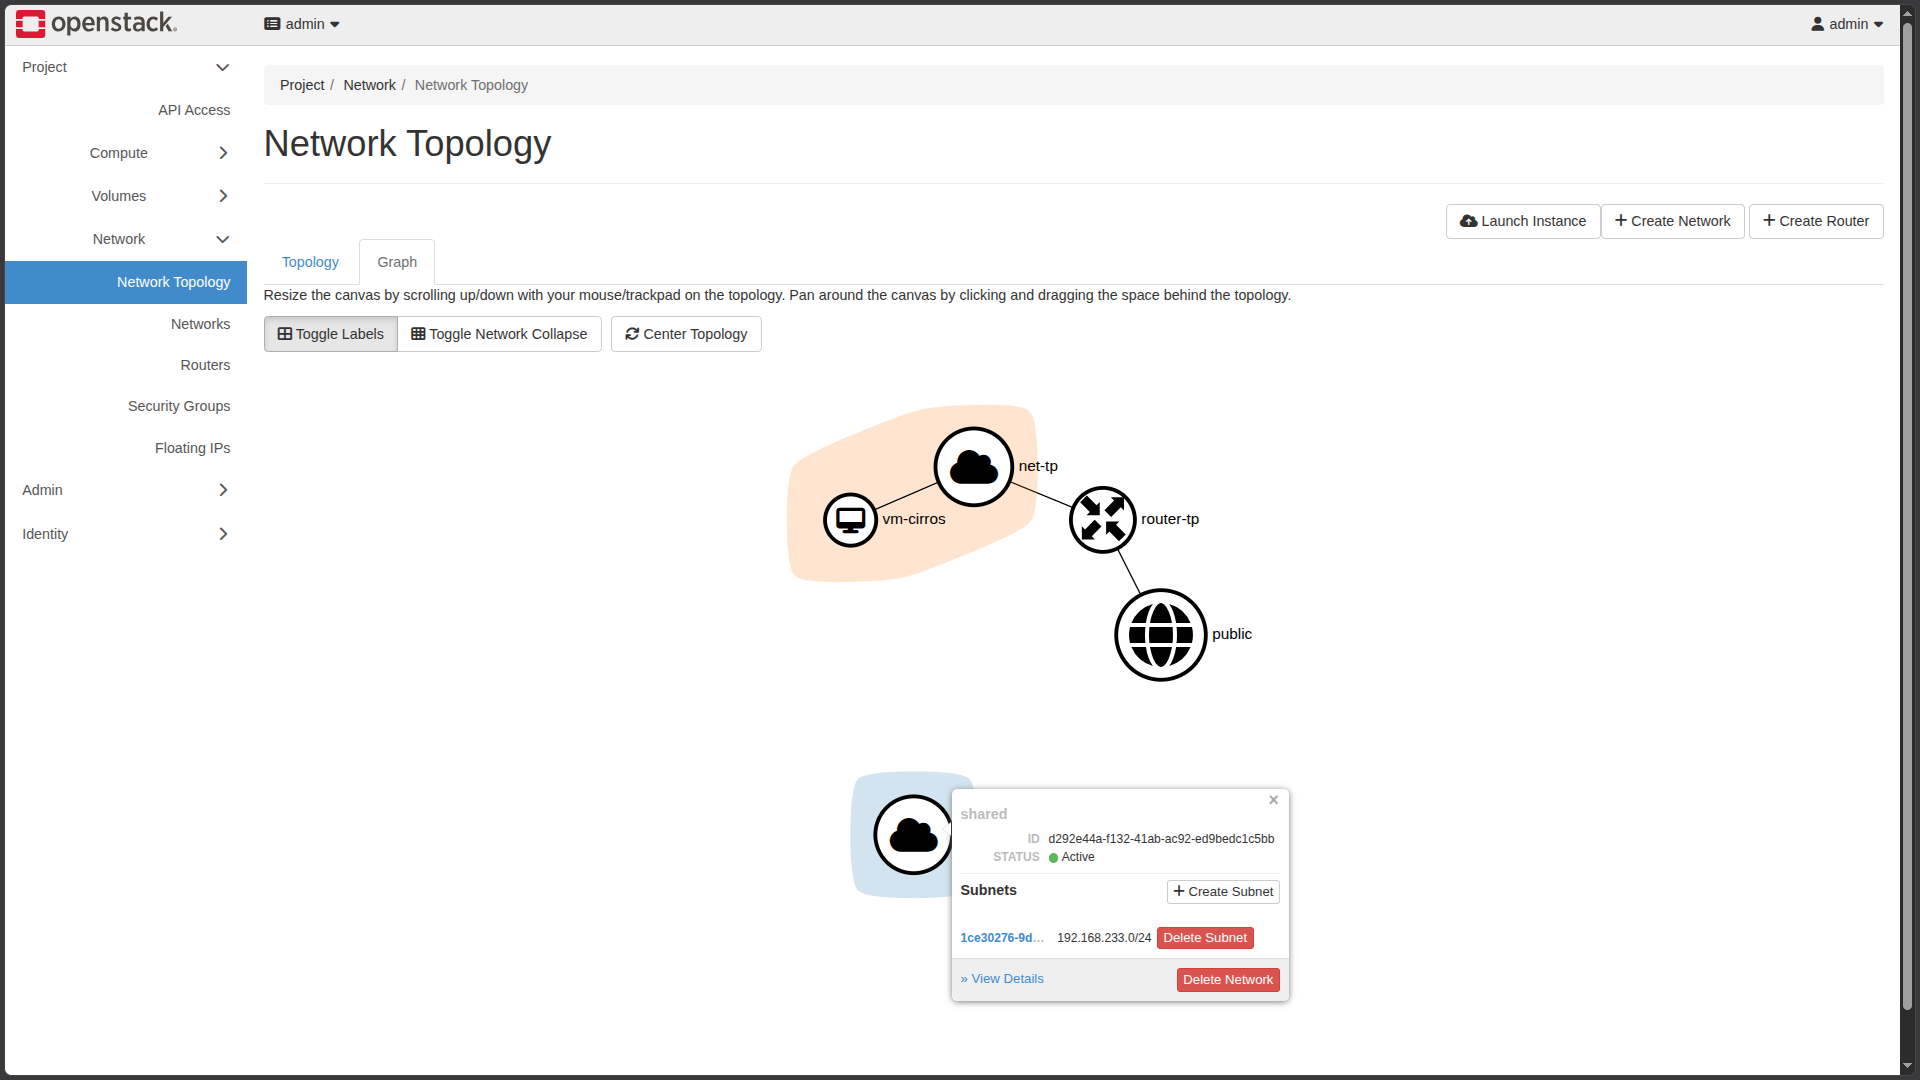 openstack.
admin
admin
Project
API Access
Compute
Volumes
Network
Network Topology
Networks
Routers
Security Groups
Floating IPs
Admin
Identity
Project / Network / Network Topology
Network Topology
Launch Instance + Create Network + Create Router
Topology Graph
Resize the canvas by scrolling up/down with your mouse/trackpad on the topology. Pan around the canvas by clicking and dragging the space behind the topology.
Toggle Labels Toggle Network Collapse Center Topology
net-tp
vm-cirros
router-tp
public
×
shared
ID d292e44a-f132-41ab-ac92-ed9bedc1c5bb
STATUS Active
Subnets + Create Subnet
1ce30276-9d... 192.168.233.0/24 Delete Subnet
» View Details Delete Network